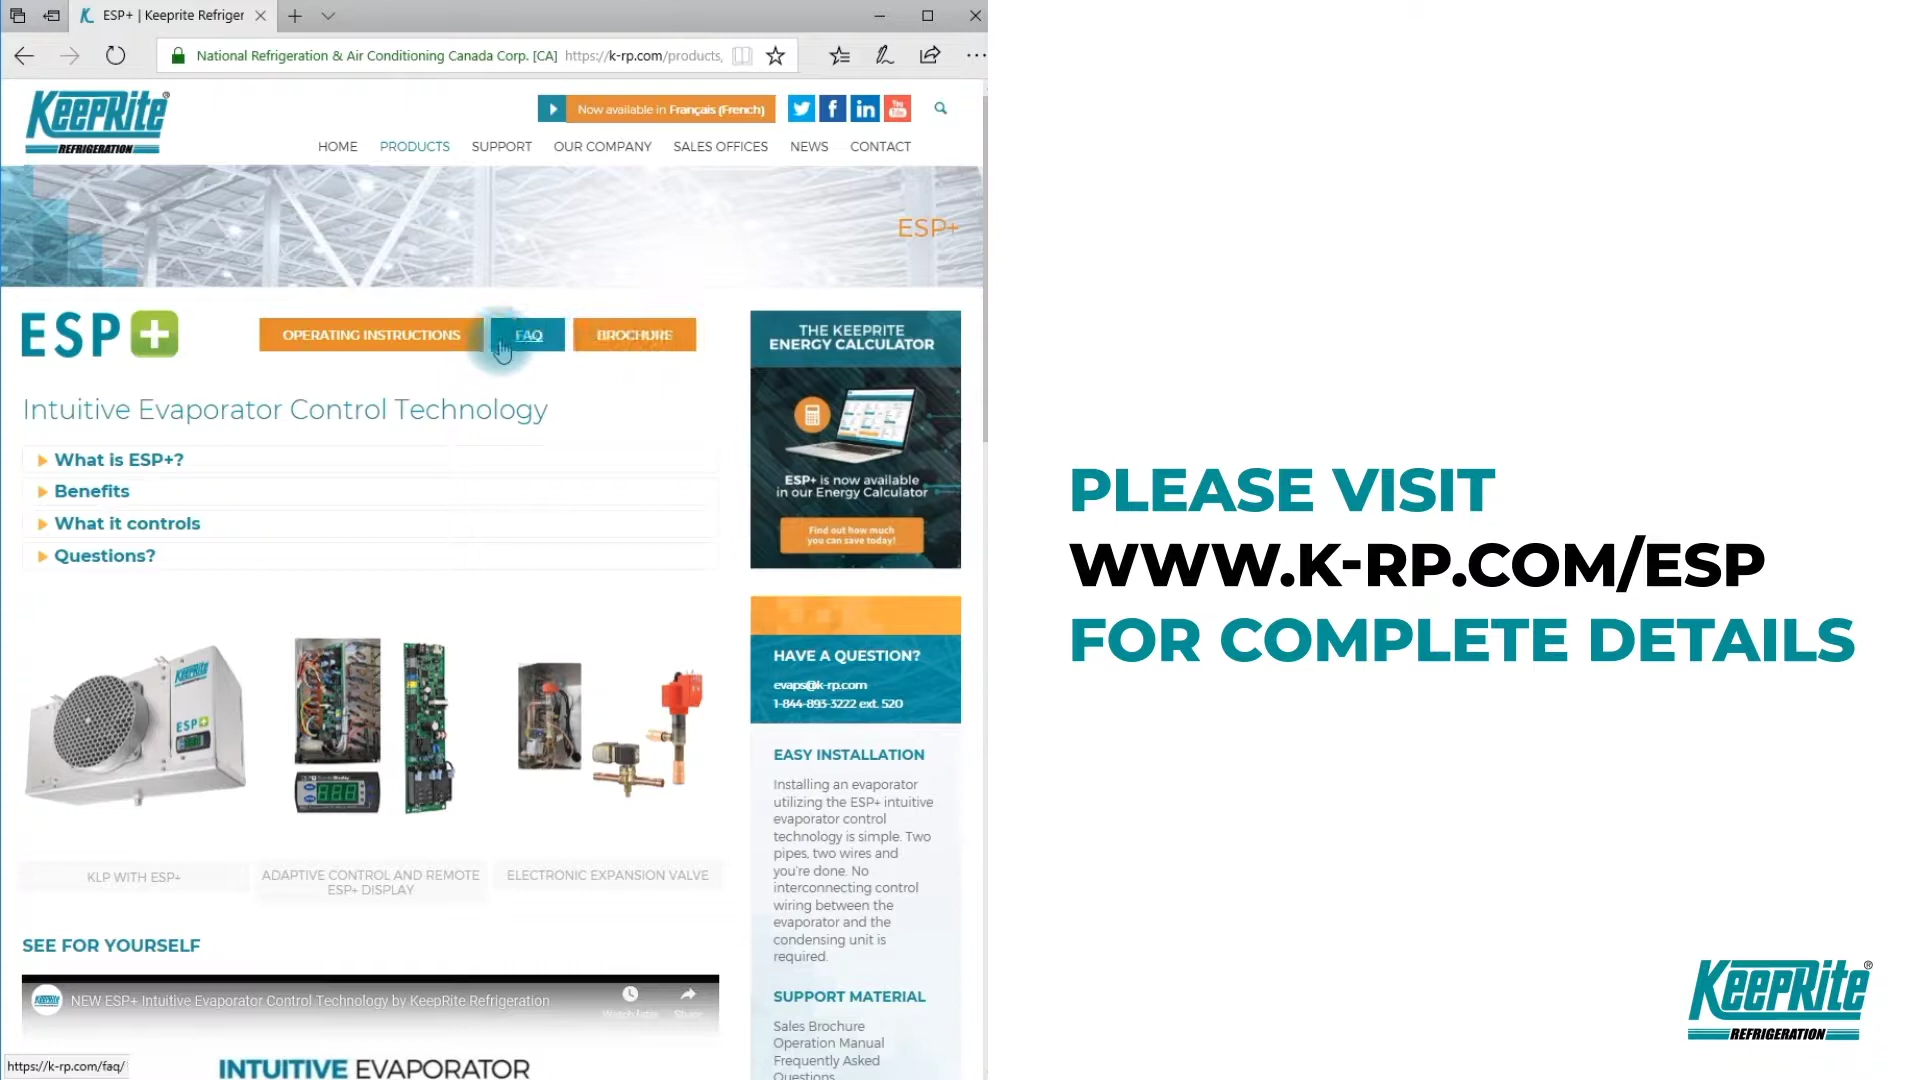 ESP+ | Keeprite Refriger
National Refrigeration & Air Conditioning Canada Corp. [CA] https://k-rp.com/products,
KeepRite®
REFRIGERATION
Now available in Français (French)
You
Tube
HOME PRODUCTS SUPPORT OUR COMPANY SALES OFFICES NEWS CONTACT
ESP+
ESP+
OPERATING INSTRUCTIONS FAQ BROCHURE
Intuitive Evaporator Control Technology
What is ESP+?
Benefits
What it controls
Questions?
KeepRite
ESP+
KLP WITH ESP+
ADAPTIVE CONTROL AND REMOTE
ESP+ DISPLAY
ELECTRONIC EXPANSION VALVE
SEE FOR YOURSELF
NEW ESP+ Intuitive Evaporator Control Technology by KeepRite Refrigeration
Watch later Share
INTUITIVE EVAPORATOR
https://k-rp.com/faq/
THE KEEPRITE
ENERGY CALCULATOR
ESP+ is now available
in our Energy Calculator
Find out how much
you can save today!
HAVE A QUESTION?
evaps@k-rp.com
1-844-893-3222 ext. 520
EASY INSTALLATION
Installing an evaporator
utilizing the ESP+ intuitive
evaporator control
technology is simple. Two
pipes, two wires and
you're done. No
interconnecting control
wiring between the
evaporator and the
condensing unit is
required.
SUPPORT MATERIAL
Sales Brochure
Operation Manual
Frequently Asked
Questions
PLEASE VISIT
WWW.K-RP.COM/ESP
FOR COMPLETE DETAILS
KeepRite®
REFRIGERATION